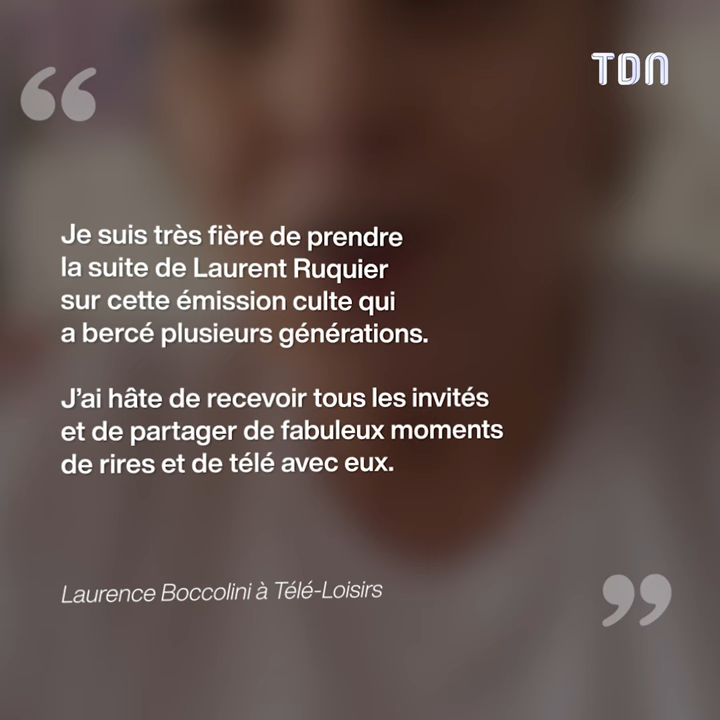 TDN
“
Je suis très fière de prendre
la suite de Laurent Ruquier
sur cette émission culte qui
a bercé plusieurs générations.
J’ai hâte de recevoir tous les invités
et de partager de fabuleux moments
de rires et de télé avec eux.
Laurence Boccolini à Télé-Loisirs
”